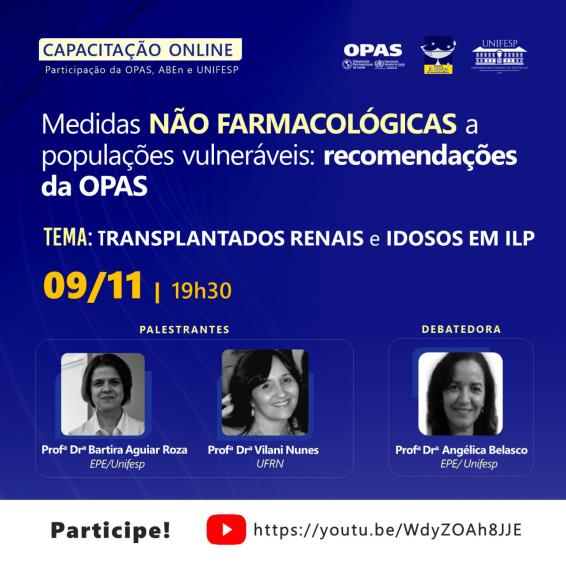 CAPACITAÇÃO ONLINE
Participação da OPAS, ABEn e UNIFESP
OPAS
UNIFESP
Medidas NÃO FARMACOLÓGICAS a
populações vulneráveis: recomendações
da OPAS
TEMA: TRANSPLANTADOS RENAIS e IDOSOS EM ILP
09/11 | 19h30
PALESTRANTES
DEBATEDORA
Profª Drª Bartira Aguiar Roza
EPE/Unifesp
Profª Drª Vilani Nunes
UFRN
Profª Drª Angélica Belasco
EPE/ Unifesp
Participe!
https://youtu.be/WdyZOAh8JJE